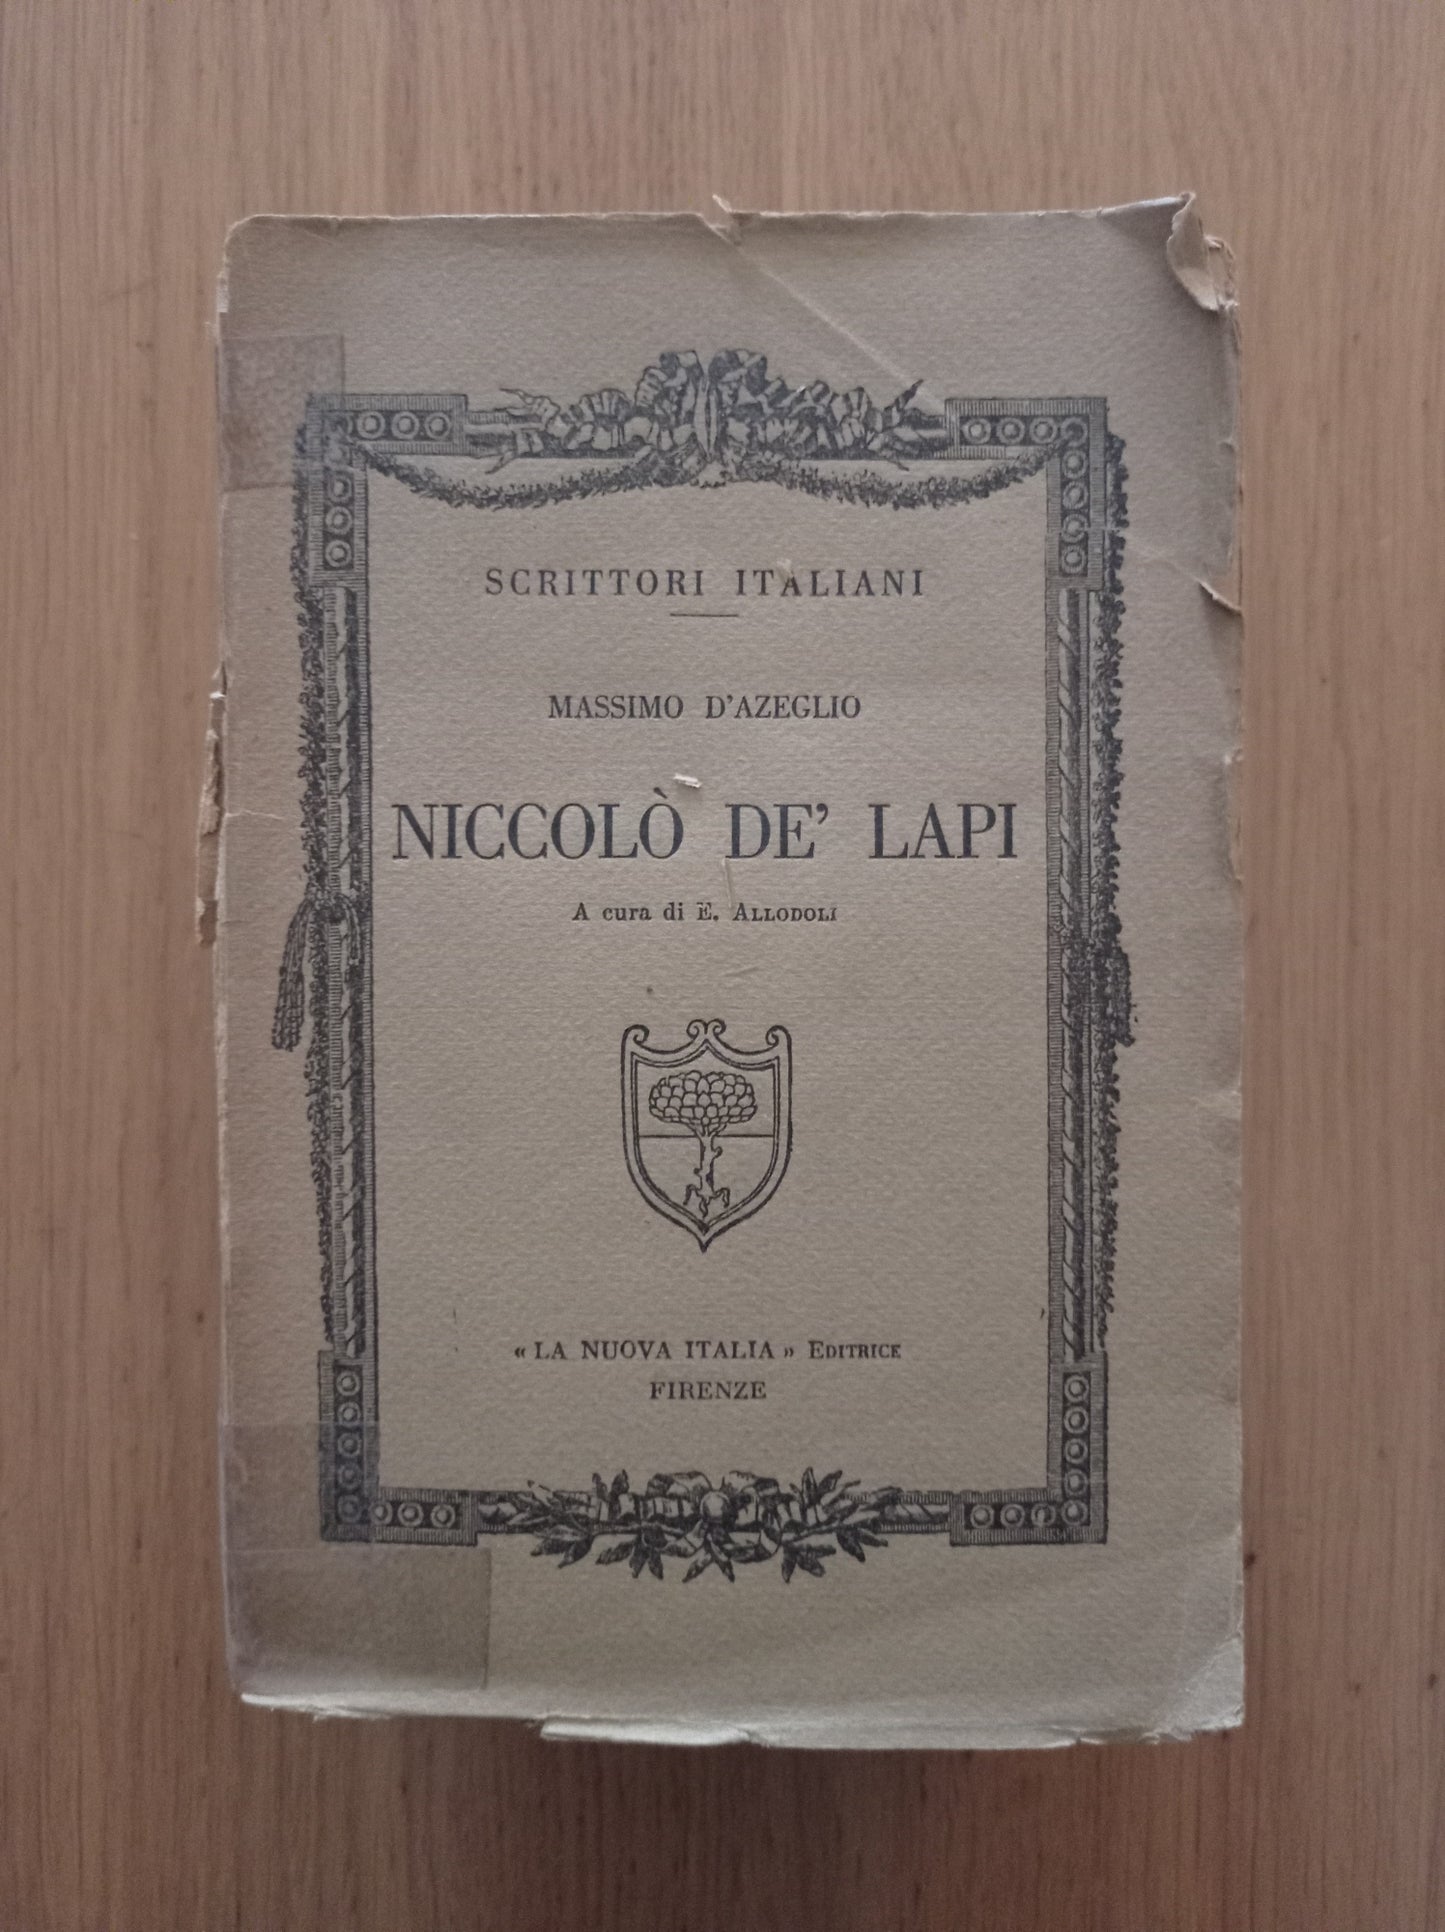 SCRITTORI ITALIANI
MASSIMO D'AZEGLIO
NICCOLÒ DE' LAPI
A cura di E. ALLODOLI
« LA NUOVA ITALIA » EDITRICE
FIRENZE